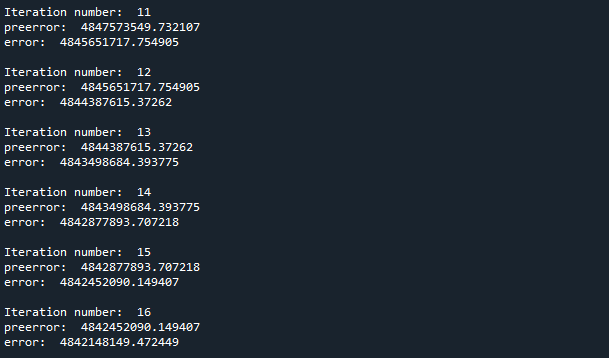 Iteration number:  11
preerror:  4847573549.732107
error:  4845651717.754905
Iteration number:  12
preerror:  4845651717.754905
error:  4844387615.37262
Iteration number:  13
preerror:  4844387615.37262
error:  4843498684.393775
Iteration number:  14
preerror:  4843498684.393775
error:  4842877893.707218
Iteration number:  15
preerror:  4842877893.707218
error:  4842452090.149407
Iteration number:  16
preerror:  4842452090.149407
error:  4842148149.472449